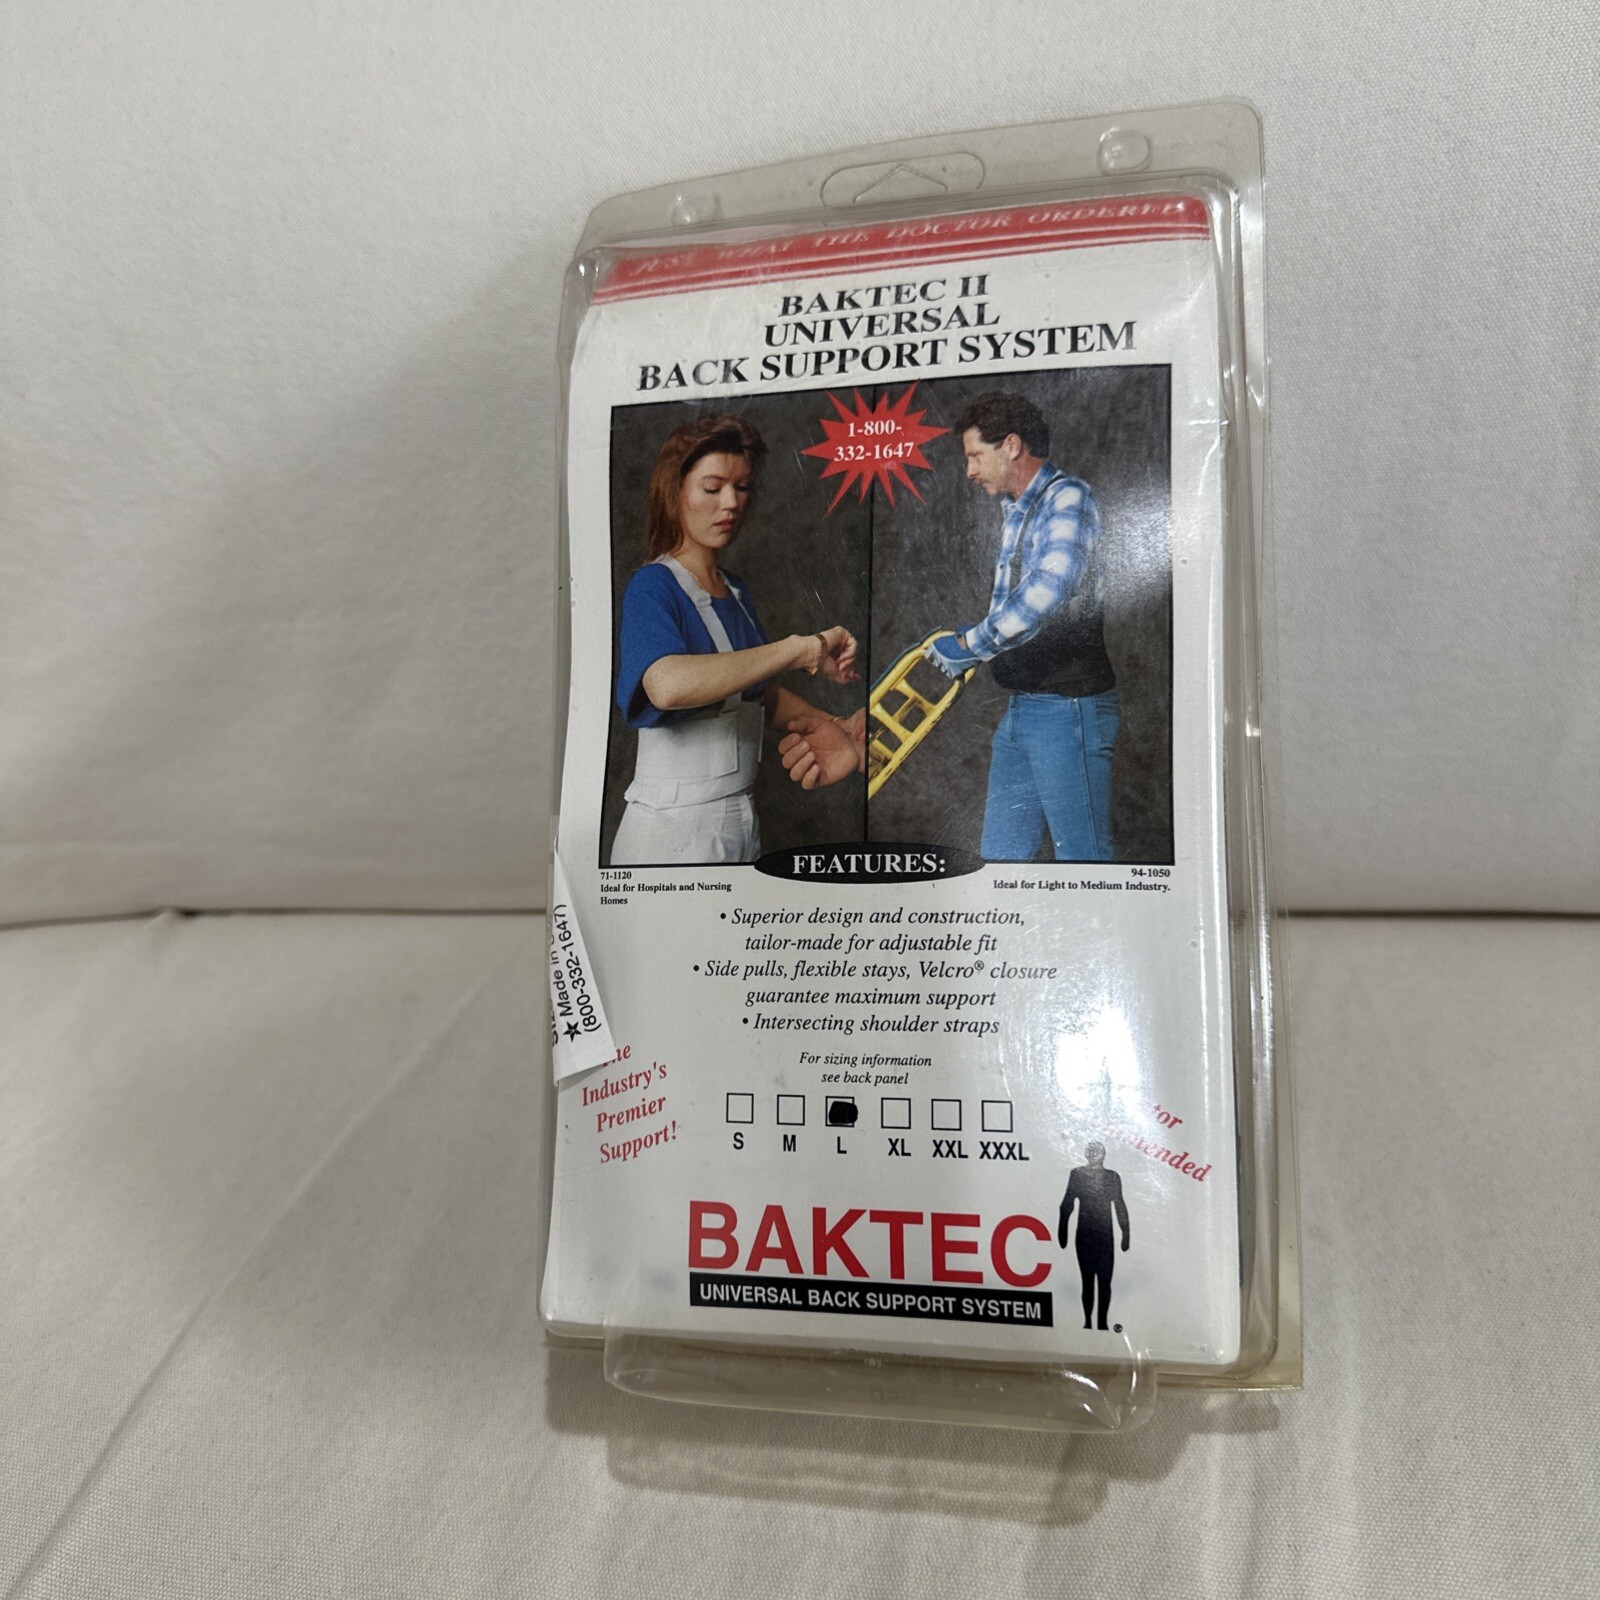 JUST WHAT THE DOCTOR ORDERED
BAKTEC II
UNIVERSAL
BACK SUPPORT SYSTEM
1-800-
332-1647
FEATURES:
71-1120
Ideal for Hospitals and Nursing
Homes
94-1050
Ideal for Light to Medium Industry.
• Superior design and construction,
tailor-made for adjustable fit
• Side pulls, flexible stays, Velcro® closure
guarantee maximum support
• Intersecting shoulder straps
★ Made in
(800-332-1647)
Industry's
Premier
Support!
For sizing information
see back panel
S M L XL XXL XXXL
BAKTEC
UNIVERSAL BACK SUPPORT SYSTEM
®